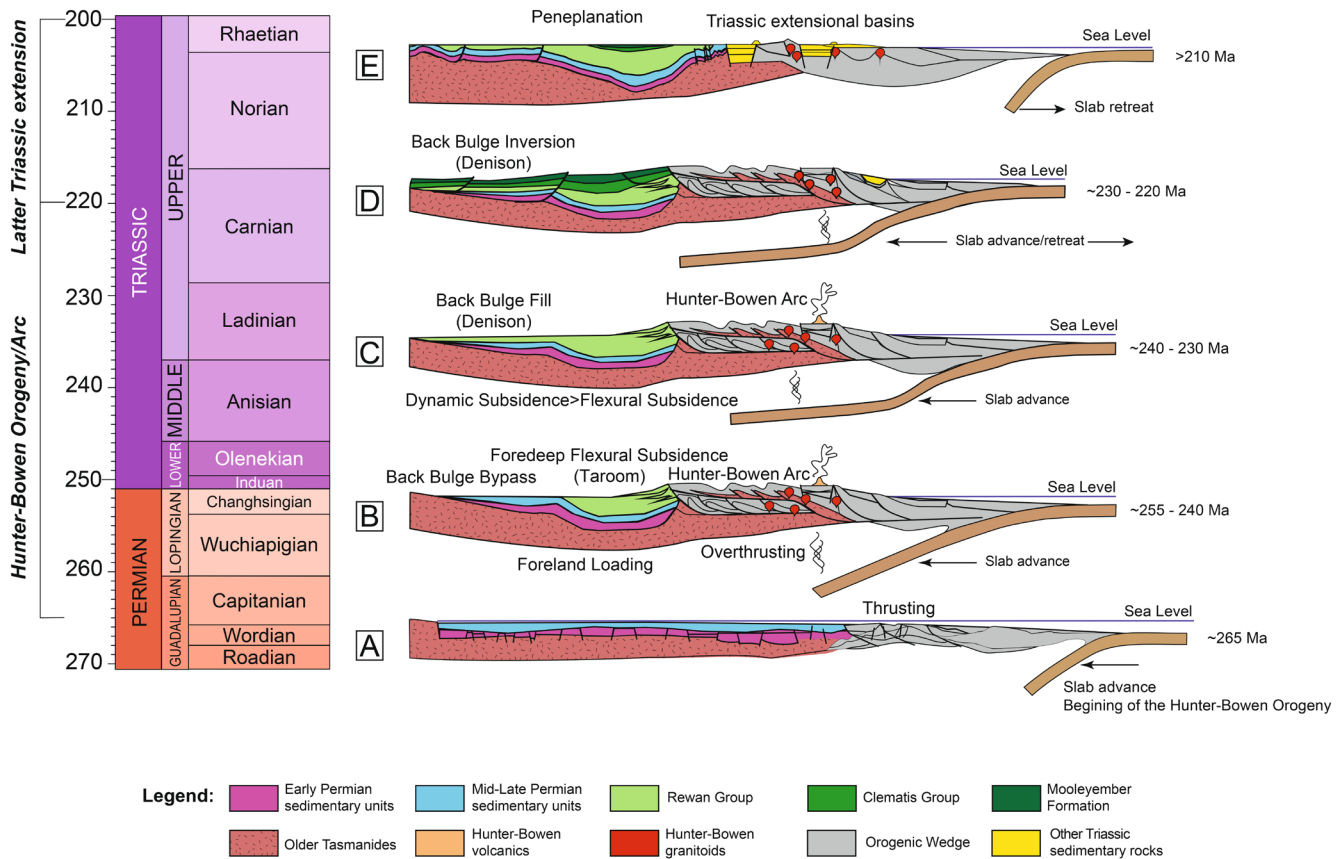 200
210
220
230
240
250
260
270
Latter Triassic extension
Hunter-Bowen Orogeny/Arc
TRIASSIC
PERMIAN
UPPER
MIDDLE
LOWER
LOPINGIAN
GUADALUPIAN
Rhaetian
Norian
Carnian
Ladinian
Anisian
Olenekian
Induan
Changhsingian
Wuchiapigian
Capitanian
Wordian
Roadian
Peneplanation
Triassic extensional basins
Sea Level
E
>210 Ma
Slab retreat
Back Bulge Inversion
(Denison)
Sea Level
D
~230 - 220 Ma
Slab advance/retreat
Back Bulge Fill
(Denison)
Hunter-Bowen Arc
Sea Level
C
~240 - 230 Ma
Dynamic Subsidence>Flexural Subsidence
Slab advance
Foredeep Flexural Subsidence
(Taroom)
Back Bulge Bypass
Hunter-Bowen Arc
Sea Level
B
~255 - 240 Ma
Overthrusting
Foreland Loading
Slab advance
Thrusting
Sea Level
A
~265 Ma
Slab advance
Begining of the Hunter-Bowen Orogeny
Legend:
Early Permian
sedimentary units
Mid-Late Permian
sedimentary units
Rewan Group
Clematis Group
Mooleyember
Formation
Older Tasmanides
Hunter-Bowen
volcanics
Hunter-Bowen
granitoids
Orogenic Wedge
Other Triassic
sedimentary rocks